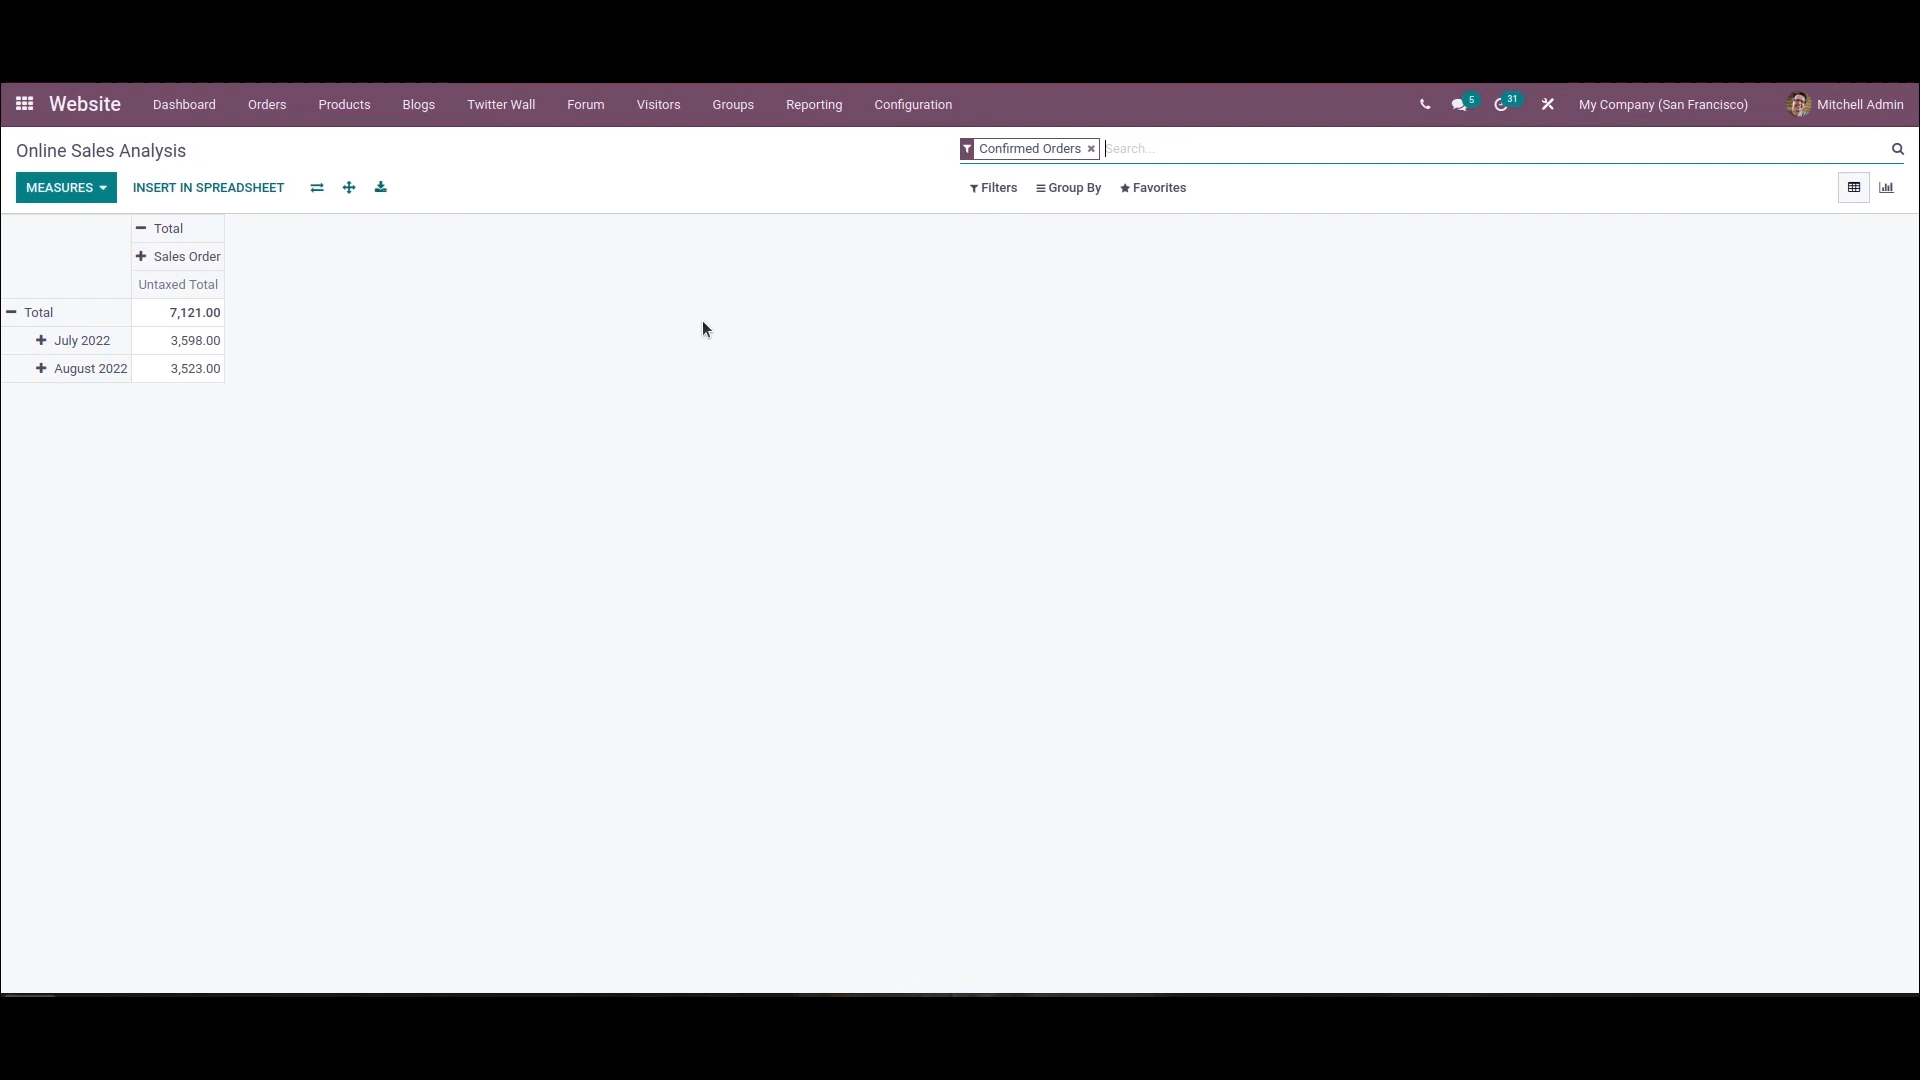 Website Dashboard Orders Products Blogs Twitter Wall Forum Visitors Groups Reporting Configuration 5 31 My Company (San Francisco) Mitchell Admin
Online Sales Analysis Confirmed Orders Search...
MEASURES INSERT IN SPREADSHEET Filters Group By Favorites
Total
Sales Order
Untaxed Total
Total 7,121.00
July 2022 3,598.00
August 2022 3,523.00